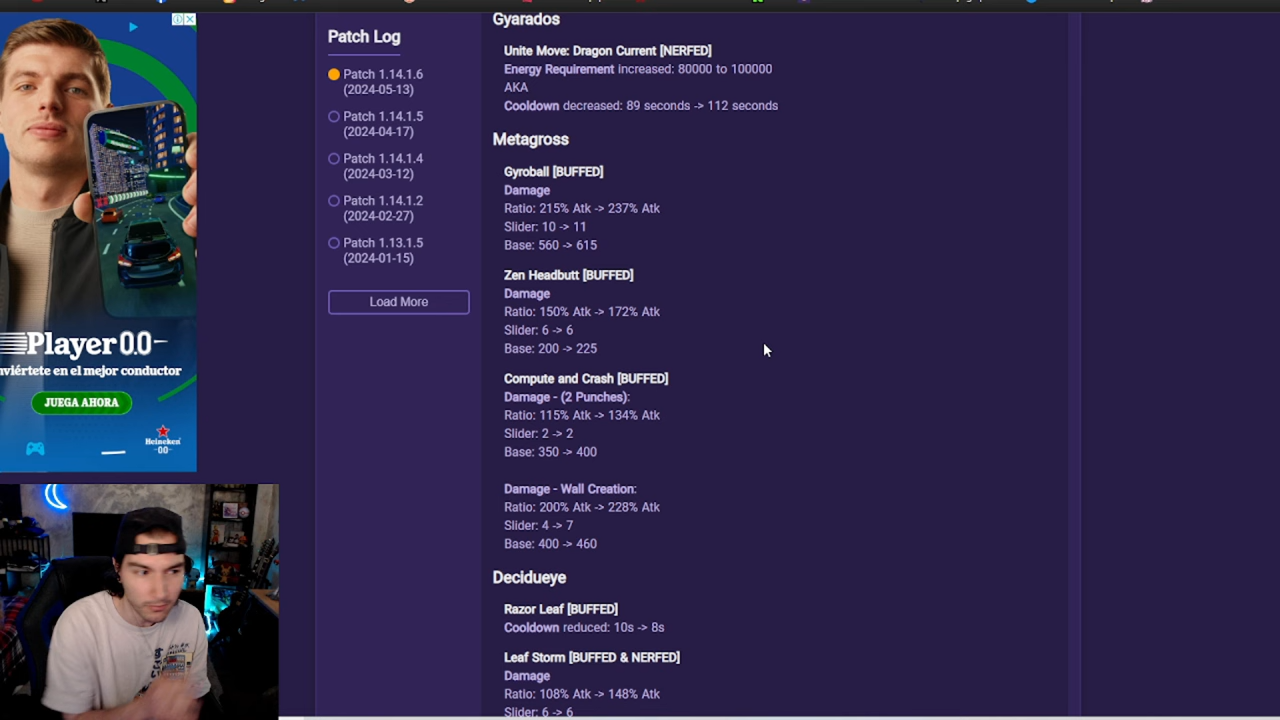 Player 0.0
nviértete en el mejor conductor
JUEGA AHORA
Heineken
0.0
Patch Log
Patch 1.14.1.6
(2024-05-13)
Patch 1.14.1.5
(2024-04-17)
Patch 1.14.1.4
(2024-03-12)
Patch 1.14.1.2
(2024-02-27)
Patch 1.13.1.5
(2024-01-15)
Load More
Gyarados
Unite Move: Dragon Current [NERFED]
Energy Requirement increased: 80000 to 100000
AKA
Cooldown decreased: 89 seconds -> 112 seconds
Metagross
Gyroball [BUFFED]
Damage
Ratio: 215% Atk -> 237% Atk
Slider: 10 -> 11
Base: 560 -> 615
Zen Headbutt [BUFFED]
Damage
Ratio: 150% Atk -> 172% Atk
Slider: 6 -> 6
Base: 200 -> 225
Compute and Crash [BUFFED]
Damage - (2 Punches):
Ratio: 115% Atk -> 134% Atk
Slider: 2 -> 2
Base: 350 -> 400
Damage - Wall Creation:
Ratio: 200% Atk -> 228% Atk
Slider: 4 -> 7
Base: 400 -> 460
Decidueye
Razor Leaf [BUFFED]
Cooldown reduced: 10s -> 8s
Leaf Storm [BUFFED & NERFED]
Damage
Ratio: 108% Atk -> 148% Atk
Slider: 6 -> 6